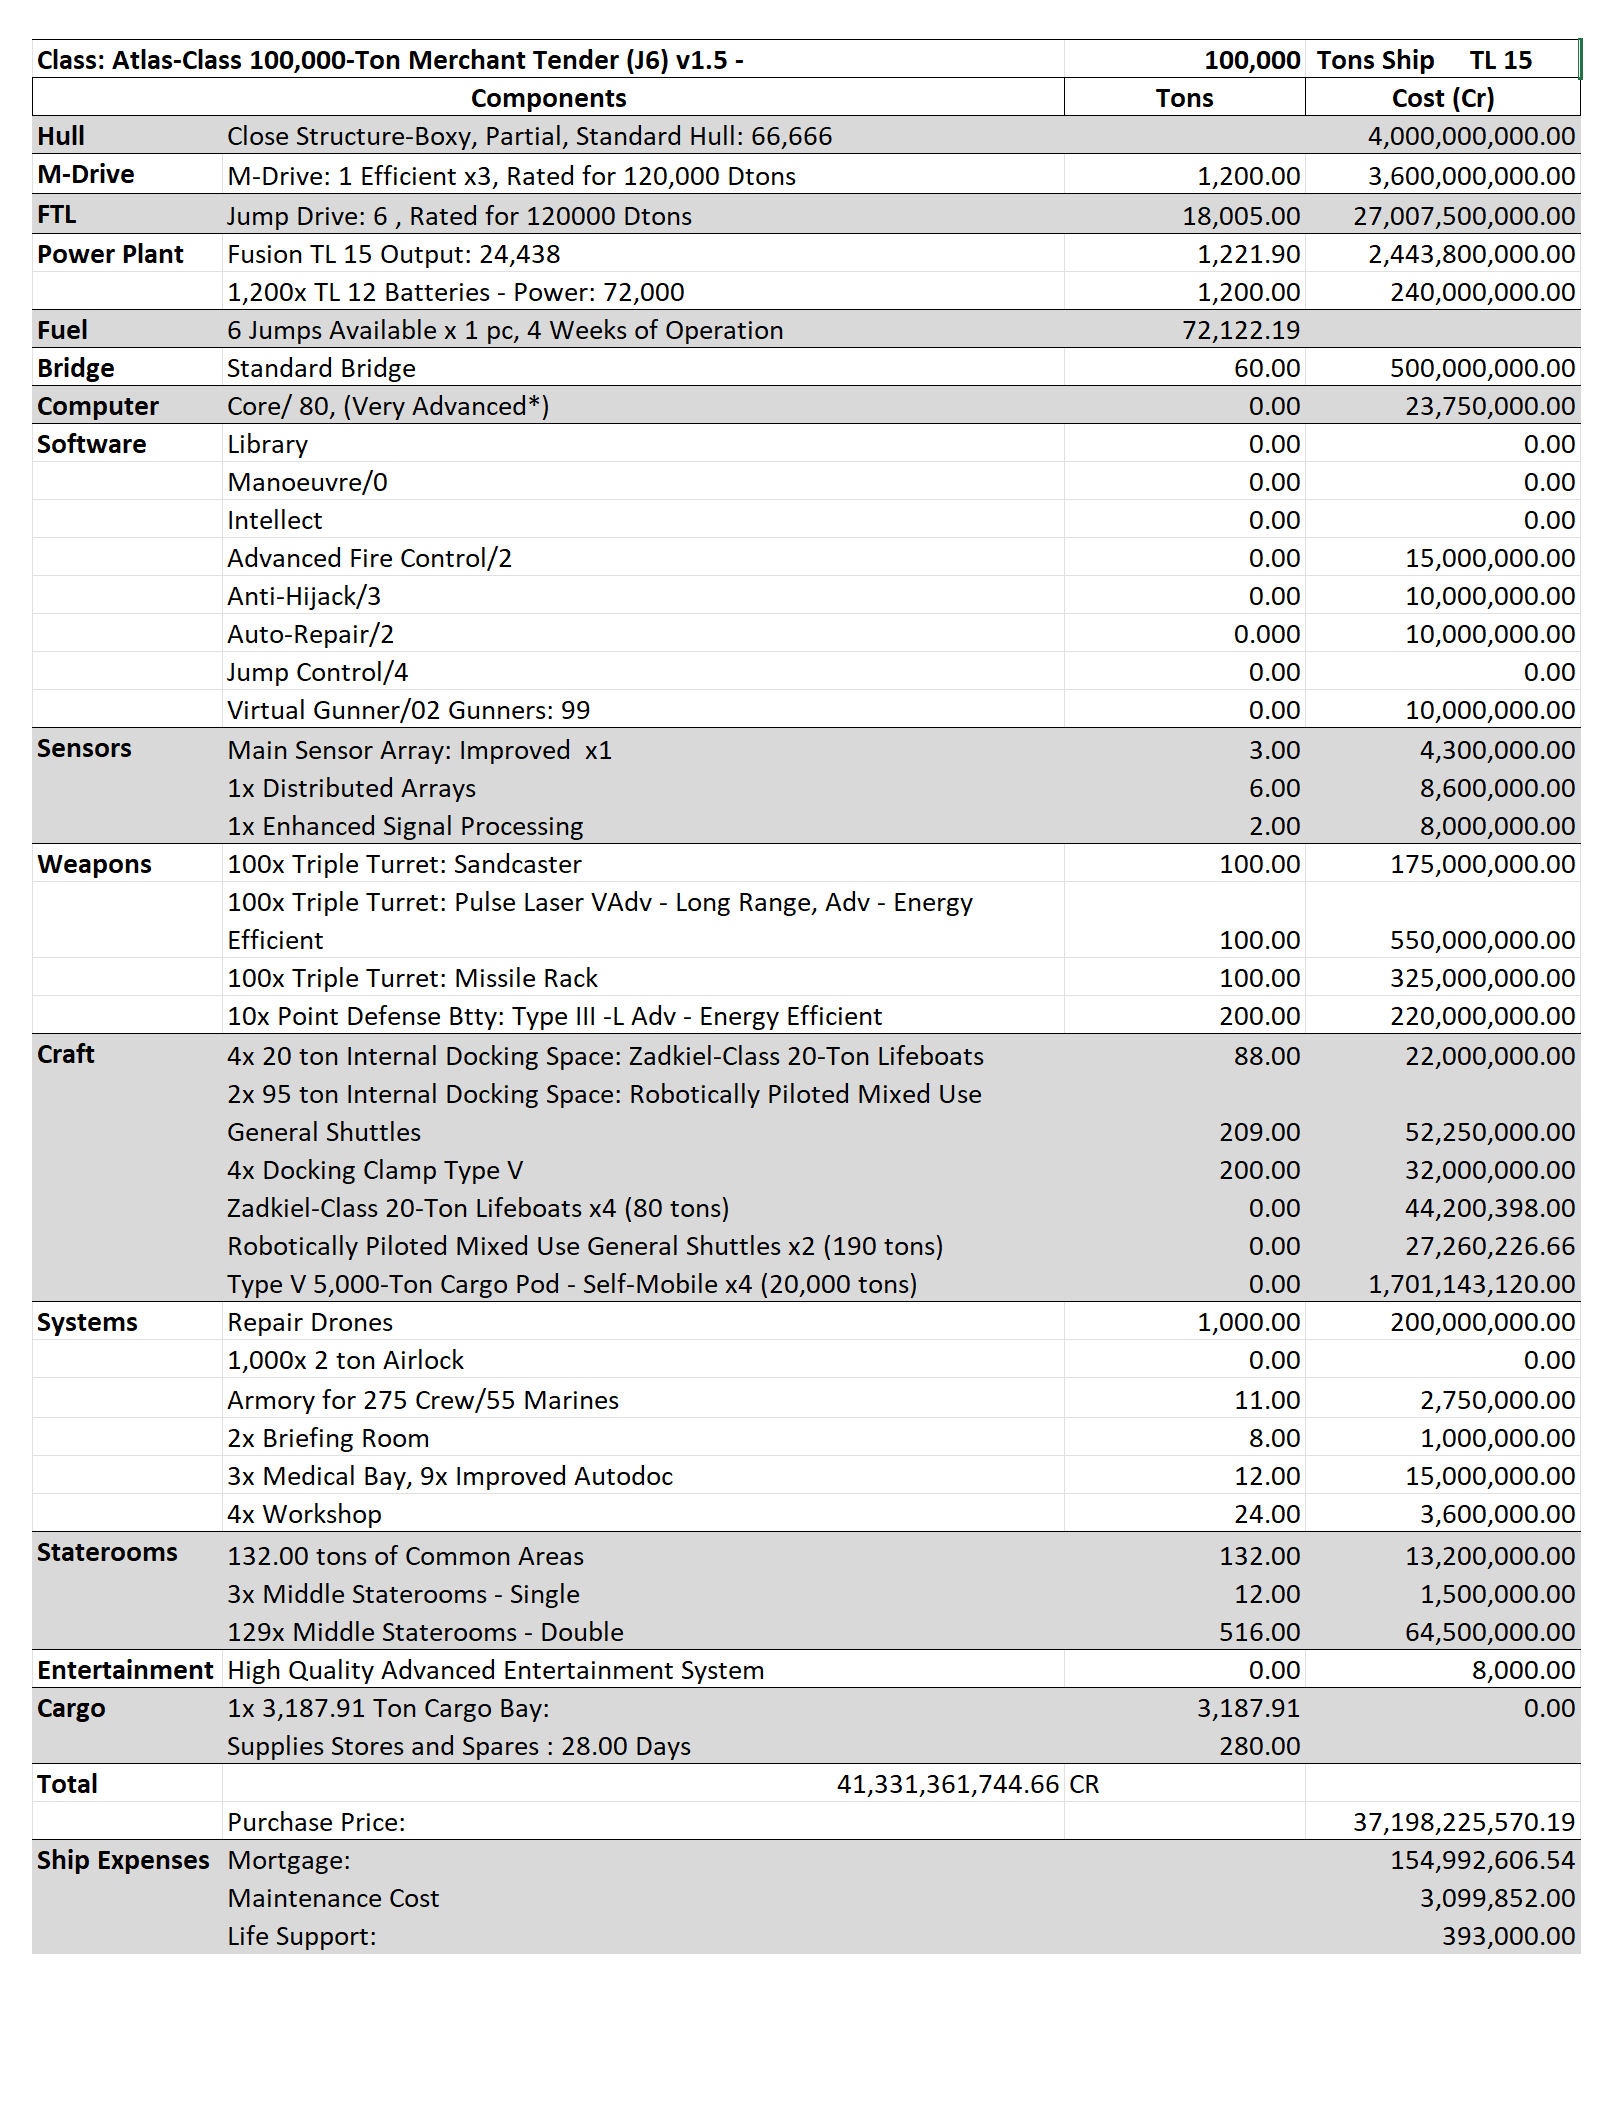 Class: Atlas-Class 100,000-Ton Merchant Tender (J6) v1.5 - 100,000 Tons Ship TL 15
Components Tons Cost (Cr)
Hull Close Structure-Boxy, Partial, Standard Hull: 66,666 4,000,000,000.00
M-Drive M-Drive: 1 Efficient x3, Rated for 120,000 Dtons 1,200.00 3,600,000,000.00
FTL Jump Drive: 6 , Rated for 120000 Dtons 18,005.00 27,007,500,000.00
Power Plant Fusion TL 15 Output: 24,438 1,221.90 2,443,800,000.00
1,200x TL 12 Batteries - Power: 72,000 1,200.00 240,000,000.00
Fuel 6 Jumps Available x 1 pc, 4 Weeks of Operation 72,122.19
Bridge Standard Bridge 60.00 500,000,000.00
Computer Core/ 80, (Very Advanced*) 0.00 23,750,000.00
Software Library 0.00 0.00
Manoeuvre/0 0.00 0.00
Intellect 0.00 0.00
Advanced Fire Control/2 0.00 15,000,000.00
Anti-Hijack/3 0.00 10,000,000.00
Auto-Repair/2 0.000 10,000,000.00
Jump Control/4 0.00 0.00
Virtual Gunner/02 Gunners: 99 0.00 10,000,000.00
Sensors Main Sensor Array: Improved x1 3.00 4,300,000.00
1x Distributed Arrays 6.00 8,600,000.00
1x Enhanced Signal Processing 2.00 8,000,000.00
Weapons 100x Triple Turret: Sandcaster 100.00 175,000,000.00
100x Triple Turret: Pulse Laser VAdv - Long Range, Adv - Energy
Efficient 100.00 550,000,000.00
100x Triple Turret: Missile Rack 100.00 325,000,000.00
10x Point Defense Btty: Type III -L Adv - Energy Efficient 200.00 220,000,000.00
Craft 4x 20 ton Internal Docking Space: Zadkiel-Class 20-Ton Lifeboats 88.00 22,000,000.00
2x 95 ton Internal Docking Space: Robotically Piloted Mixed Use
General Shuttles 209.00 52,250,000.00
4x Docking Clamp Type V 200.00 32,000,000.00
Zadkiel-Class 20-Ton Lifeboats x4 (80 tons) 0.00 44,200,398.00
Robotically Piloted Mixed Use General Shuttles x2 (190 tons) 0.00 27,260,226.66
Type V 5,000-Ton Cargo Pod - Self-Mobile x4 (20,000 tons) 0.00 1,701,143,120.00
Systems Repair Drones 1,000.00 200,000,000.00
1,000x 2 ton Airlock 0.00 0.00
Armory for 275 Crew/55 Marines 11.00 2,750,000.00
2x Briefing Room 8.00 1,000,000.00
3x Medical Bay, 9x Improved Autodoc 12.00 15,000,000.00
4x Workshop 24.00 3,600,000.00
Staterooms 132.00 tons of Common Areas 132.00 13,200,000.00
3x Middle Staterooms - Single 12.00 1,500,000.00
129x Middle Staterooms - Double 516.00 64,500,000.00
Entertainment High Quality Advanced Entertainment System 0.00 8,000.00
Cargo 1x 3,187.91 Ton Cargo Bay: 3,187.91 0.00
Supplies Stores and Spares : 28.00 Days 280.00
Total 41,331,361,744.66 CR
Purchase Price: 37,198,225,570.19
Ship Expenses Mortgage: 154,992,606.54
Maintenance Cost 3,099,852.00
Life Support: 393,000.00